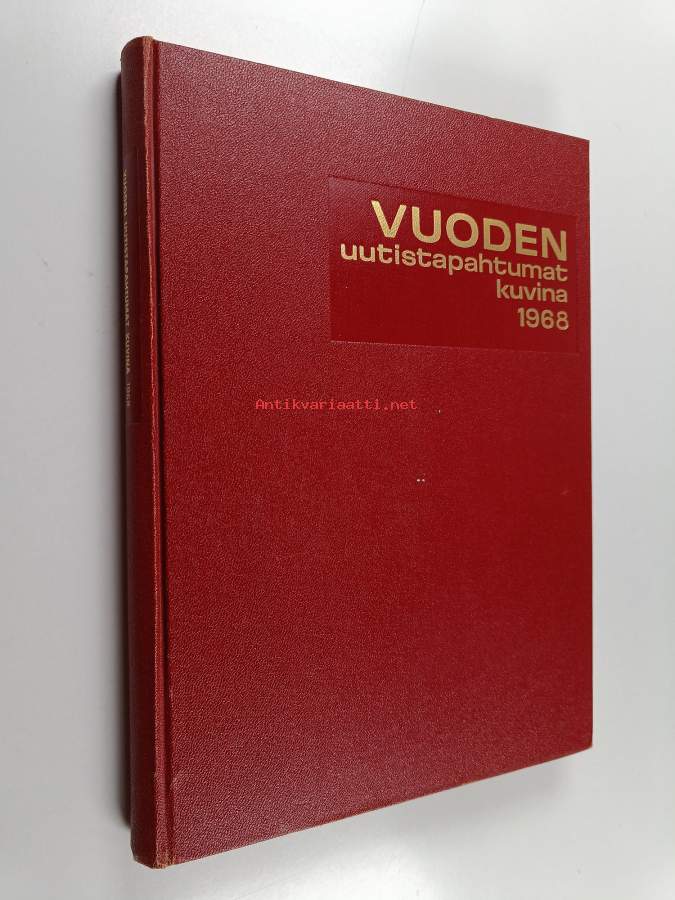 VUODEN
uutistapahtumat
kuvina
1968
VUODEN UUTISTAPAHTUMAT KUVINA 1968
Antikvariaatti.net